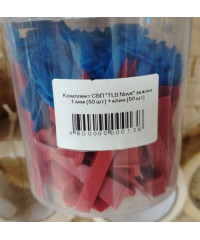 Комплект СВП "TLS Nova" зажим
1 мм (50 шт) + клин (50 шт)